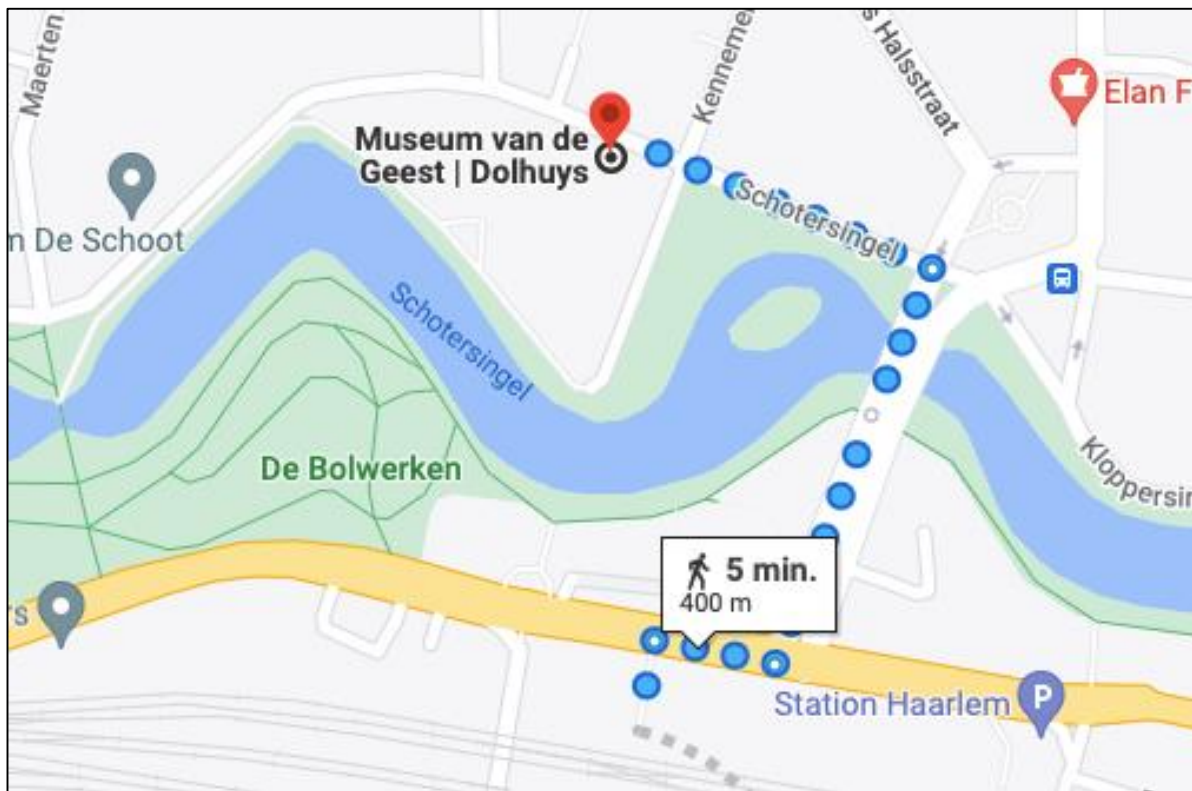 Maerten
Kennemer
s Halsstraat
Elan F
Museum van de
Geest | Dolhuys
Schotersingel
n De Schoot
Schotersingel
De Bolwerken
Kloppersin
5 min.
400 m
rs
Station Haarlem
P